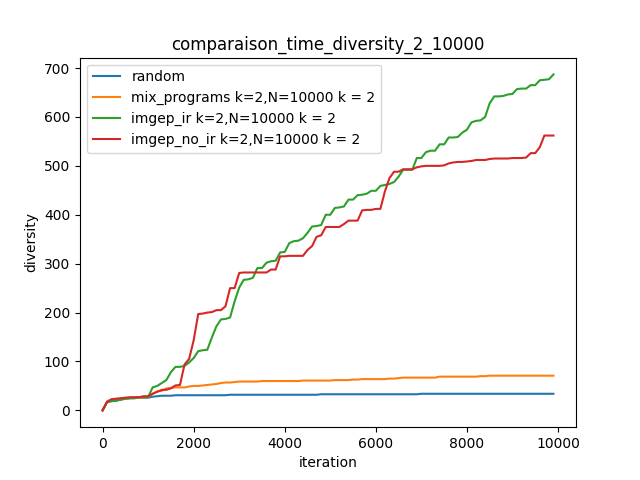 comparaison_time_diversity_2_10000
random
mix_programs k=2,N=10000 k = 2
imgep_ir k=2,N=10000 k = 2
imgep_no_ir k=2,N=10000 k = 2
diversity
700
600
500
400
300
200
100
0
0 2000 4000 6000 8000 10000
iteration